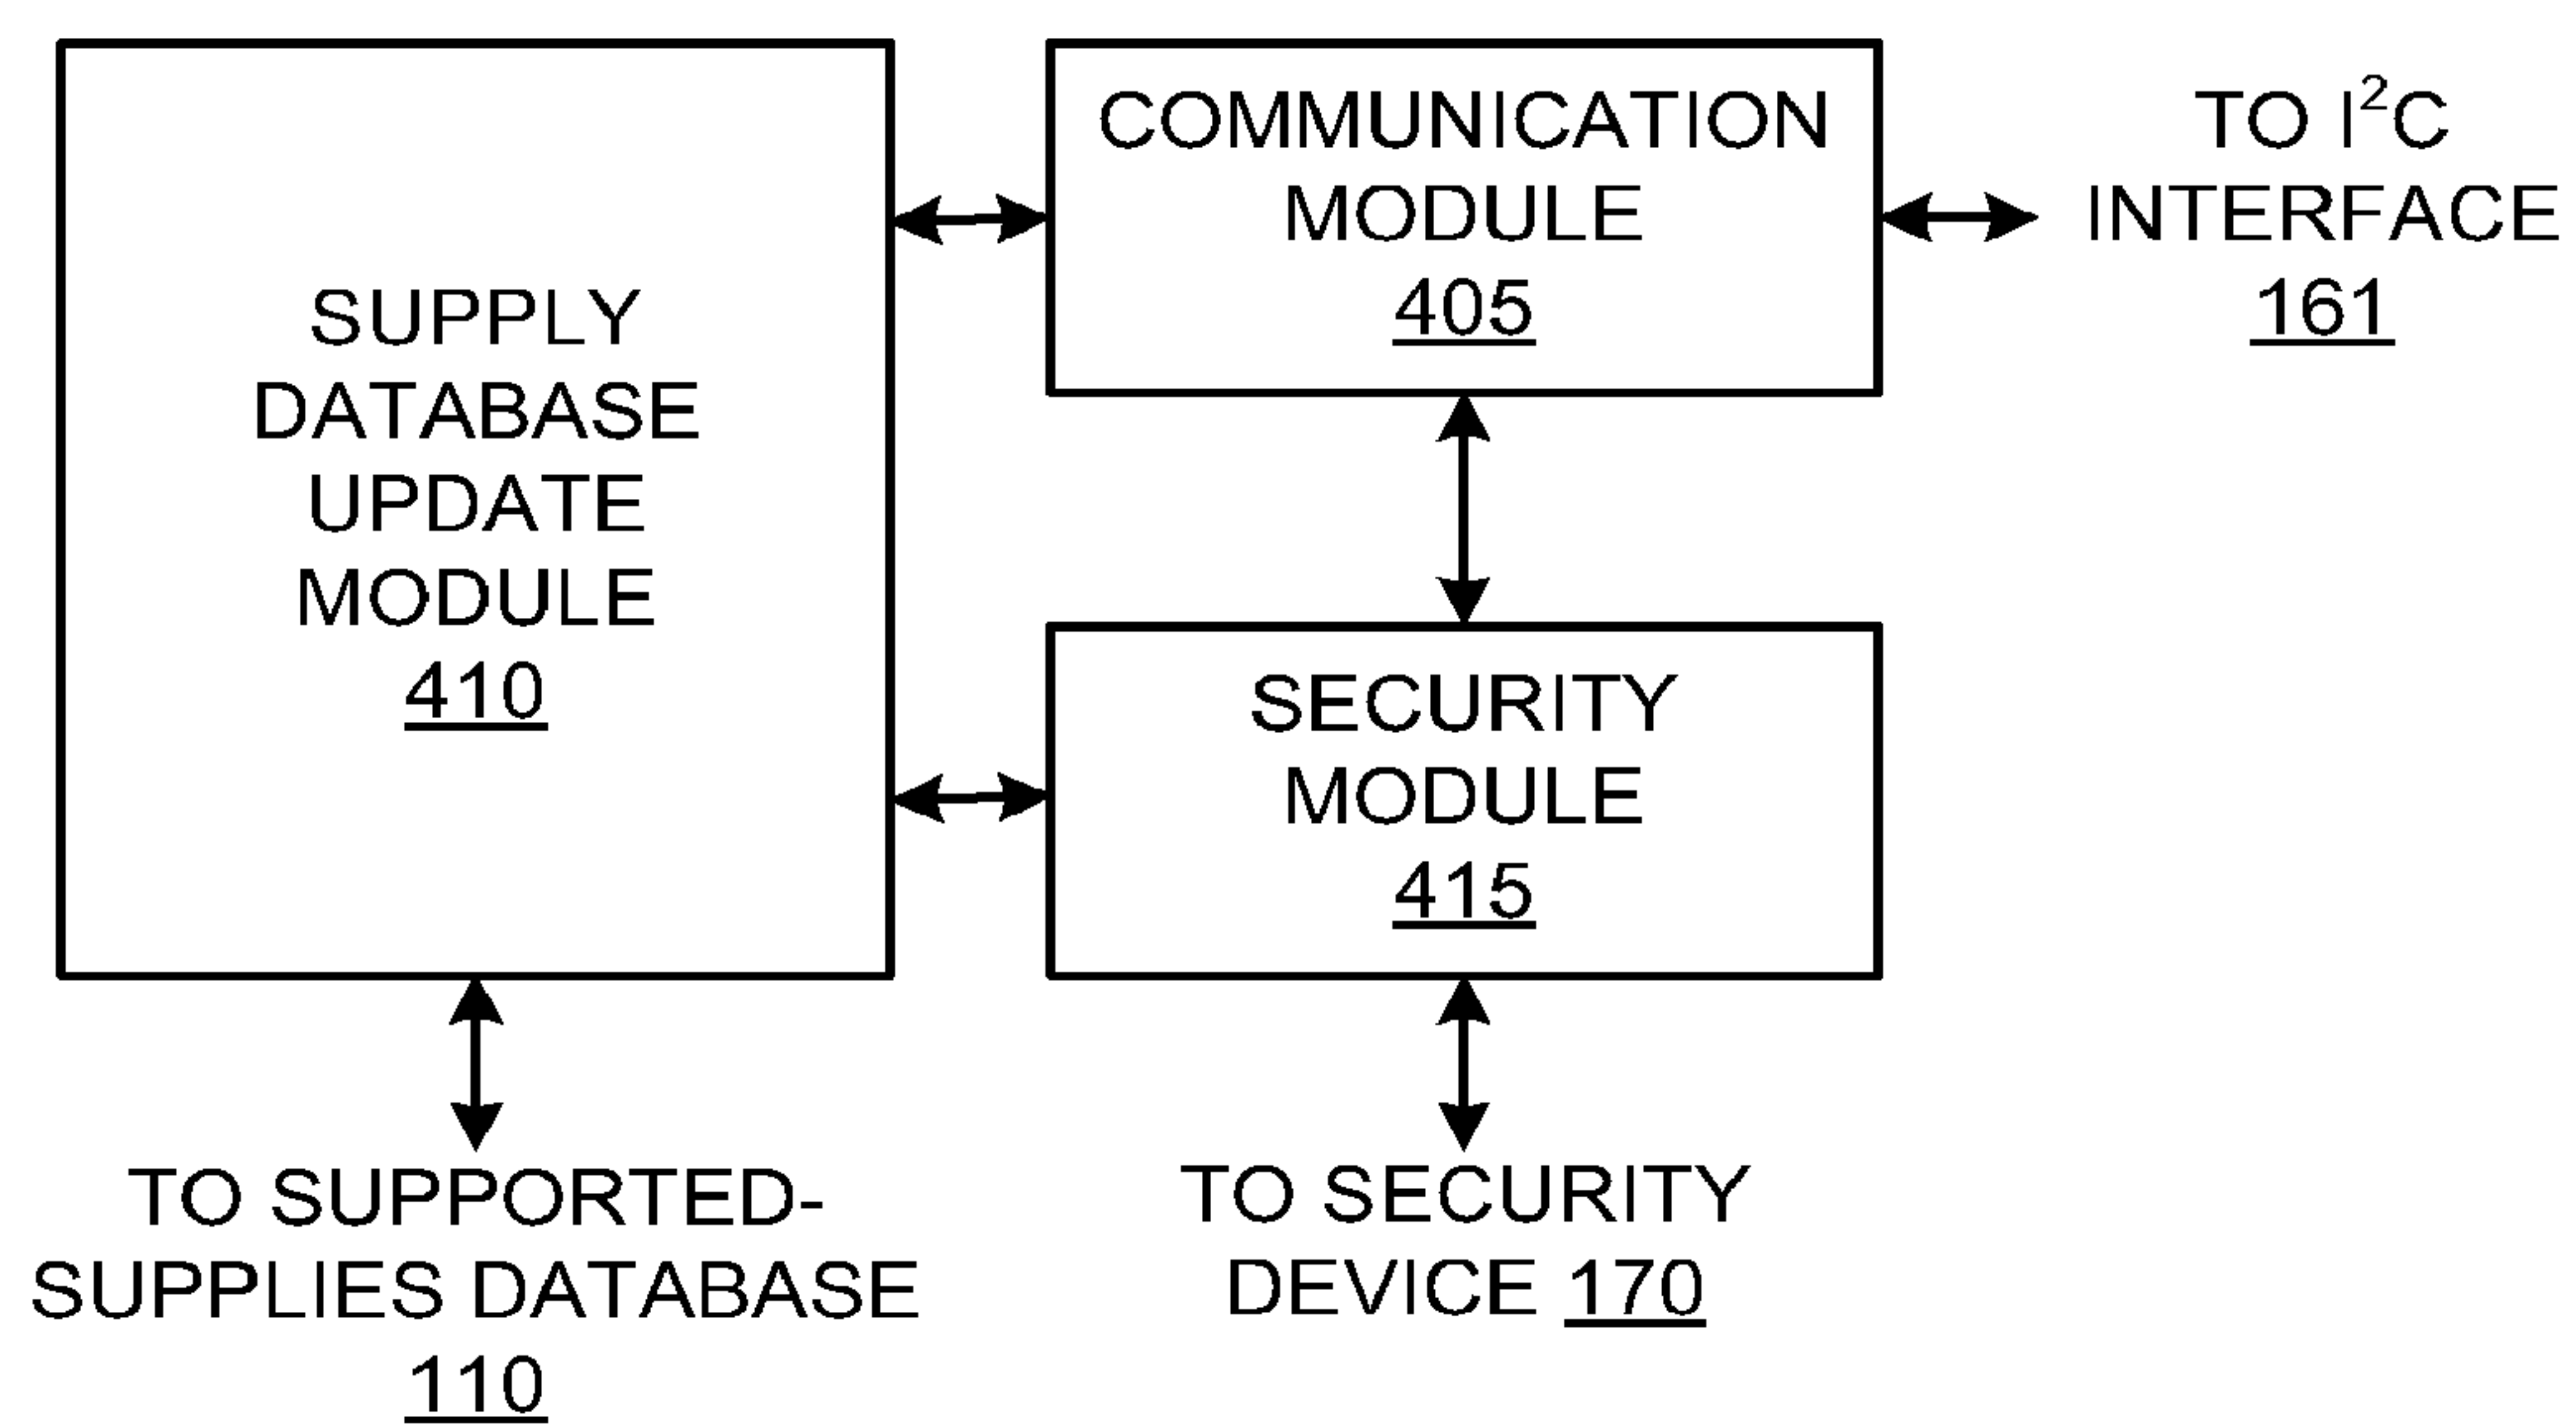 SUPPLY
DATABASE
UPDATE
MODULE
410
COMMUNICATION
MODULE
405
TO I²C
INTERFACE
161
SECURITY
MODULE
415
TO SUPPORTED-
SUPPLIES DATABASE
110
TO SECURITY
DEVICE 170